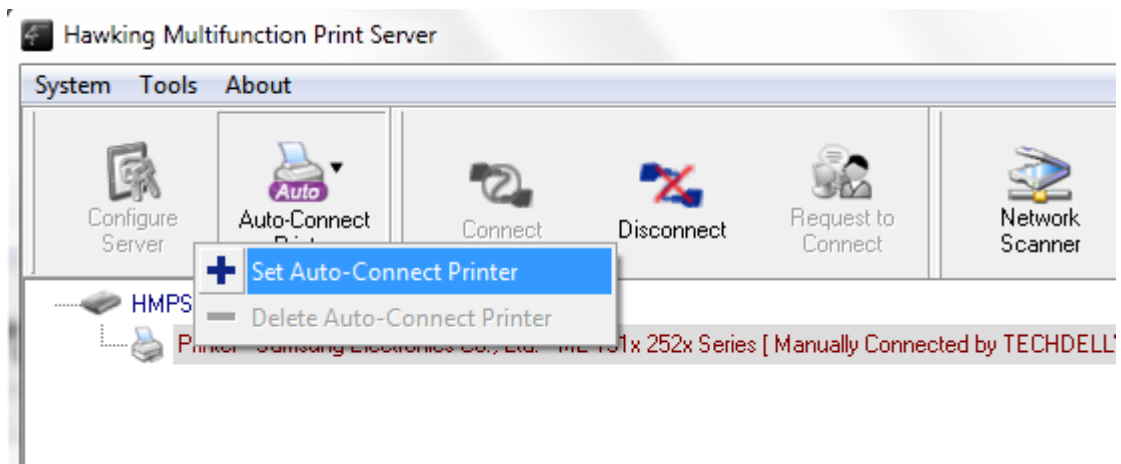 Hawking Multifunction Print Server
System Tools About
Auto
Configure Server
Auto-Connect
Connect
Disconnect
Request to Connect
Network Scanner
Set Auto-Connect Printer
Delete Auto-Connect Printer
HMPS
252x Series [ Manually Connected by TECHDELL